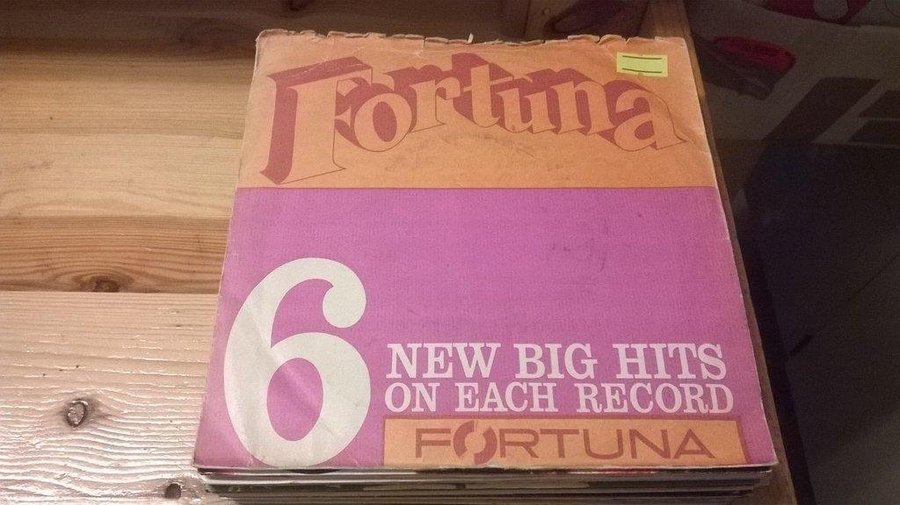 Fortuna
6
NEW BIG HITS
ON EACH RECORD
FORTUNA